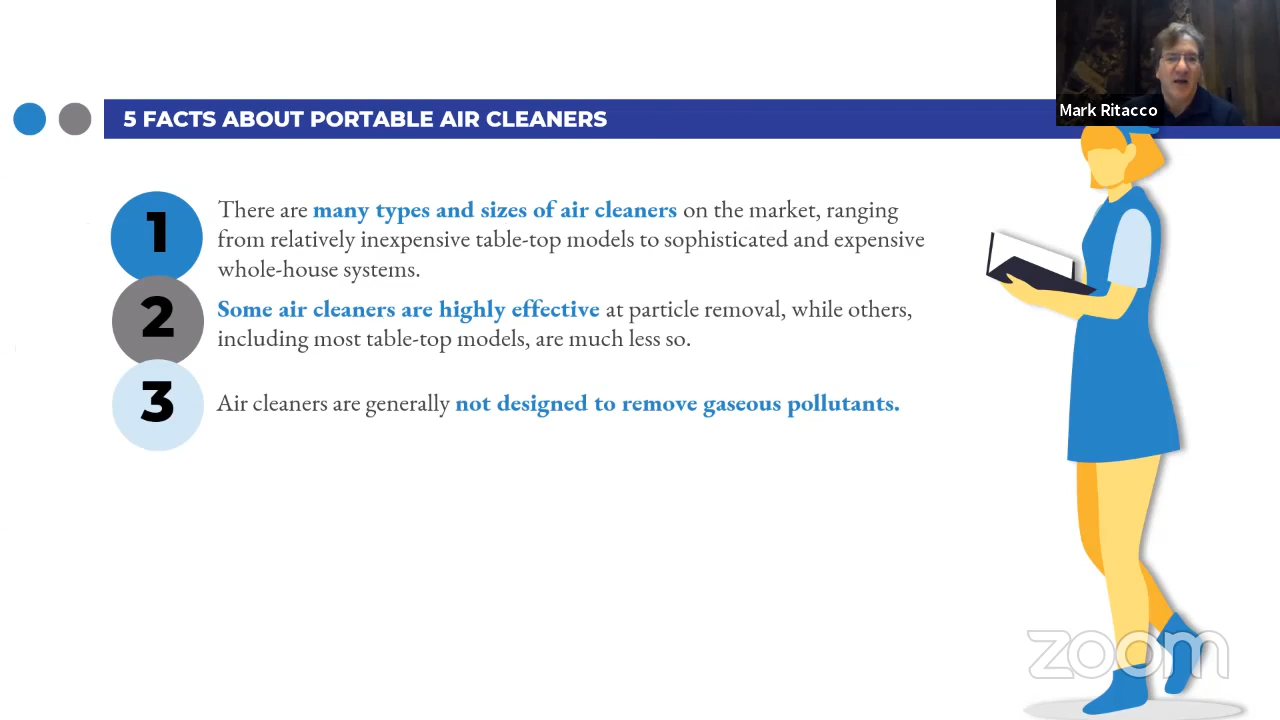 Mark Ritacco
5 FACTS ABOUT PORTABLE AIR CLEANERS
1
There are many types and sizes of air cleaners on the market, ranging
from relatively inexpensive table-top models to sophisticated and expensive
whole-house systems.
2
Some air cleaners are highly effective at particle removal, while others,
including most table-top models, are much less so.
3
Air cleaners are generally not designed to remove gaseous pollutants.
zoom